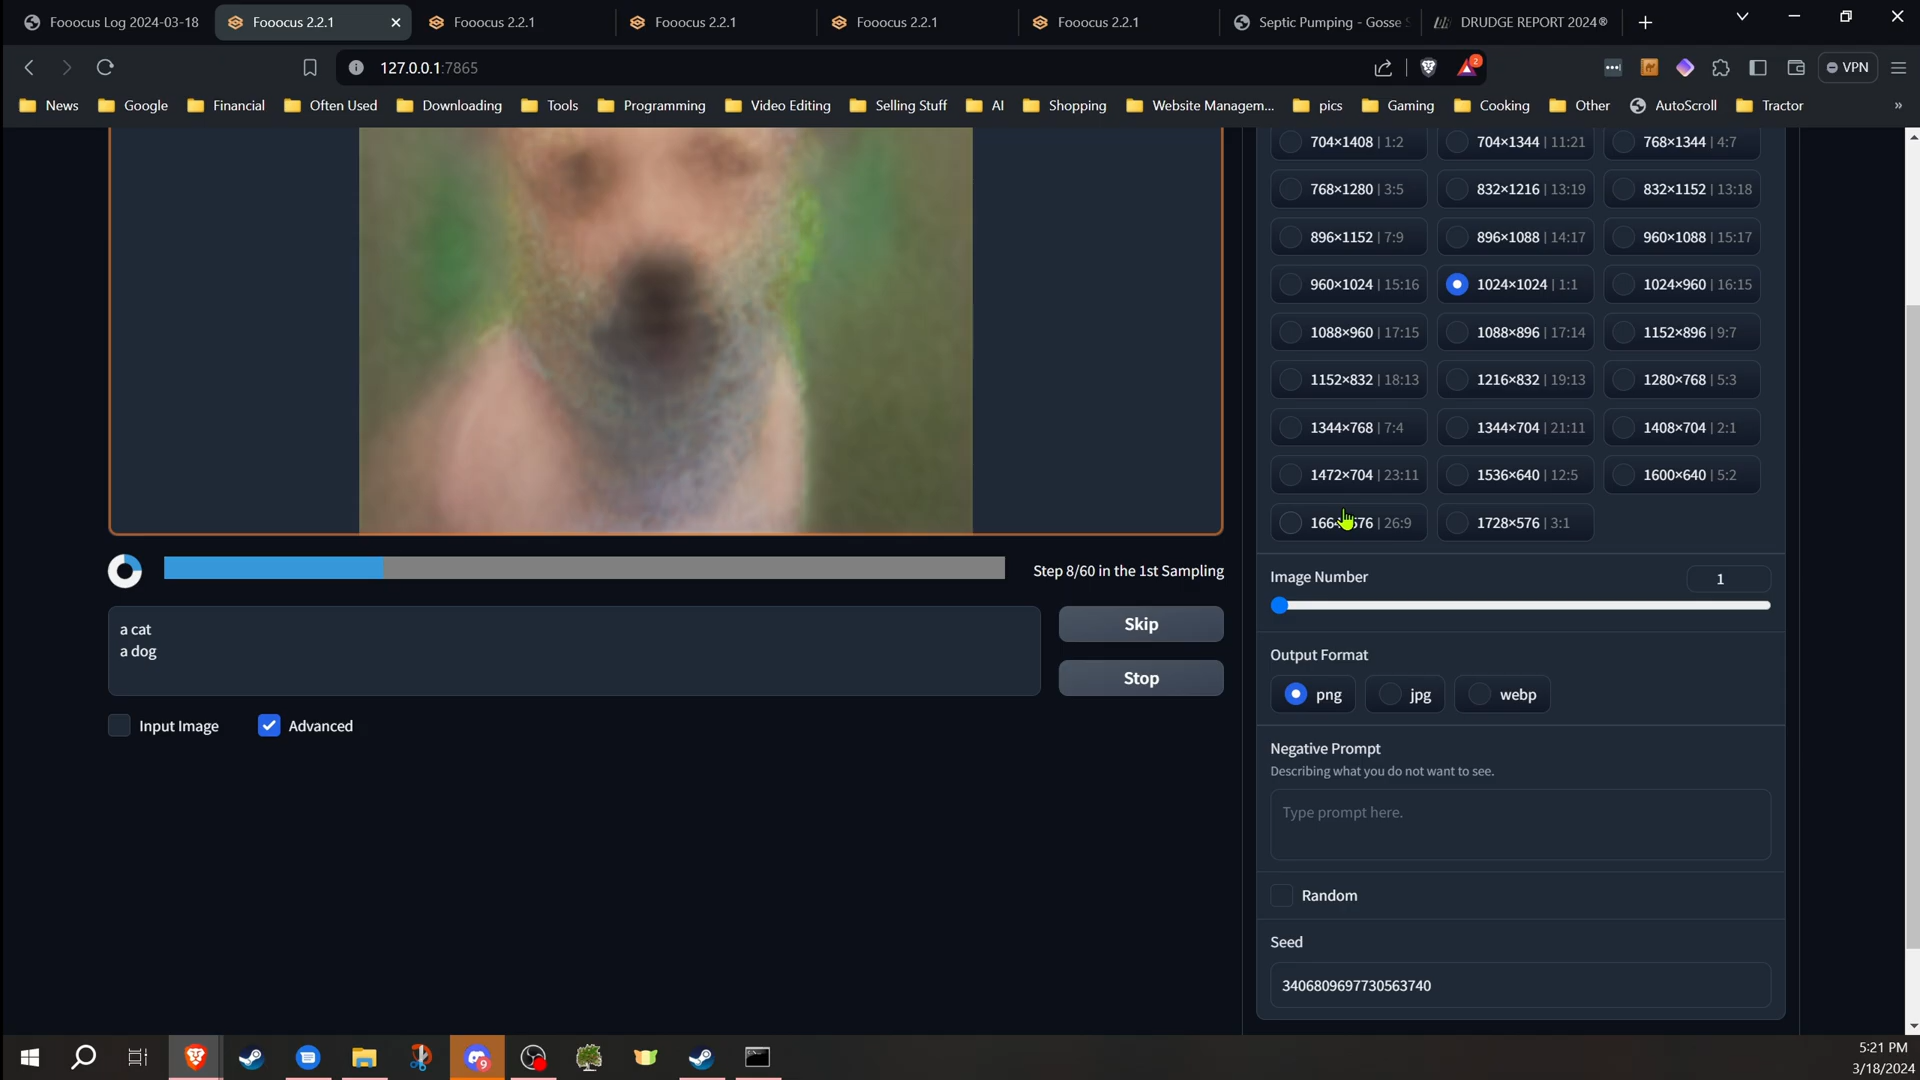 Fooocus Log 2024-03-18
Fooocus 2.2.1
Fooocus 2.2.1
Fooocus 2.2.1
Fooocus 2.2.1
Fooocus 2.2.1
Septic Pumping - Gosse
DRUDGE REPORT 2024®
127.0.0.1:7865
2
VPN
News
Google
Financial
Often Used
Downloading
Tools
Programming
Video Editing
Selling Stuff
AI
Shopping
Website Managem...
pics
Gaming
Cooking
Other
AutoScroll
Tractor
»
704×1408 | 1:2
704×1344 | 11:21
768×1344 | 4:7
768×1280 | 3:5
832×1216 | 13:19
832×1152 | 13:18
896×1152 | 7:9
896×1088 | 14:17
960×1088 | 15:17
960×1024 | 15:16
1024×1024 | 1:1
1024×960 | 16:15
1088×960 | 17:15
1088×896 | 17:14
1152×896 | 9:7
1152×832 | 18:13
1216×832 | 19:13
1280×768 | 5:3
1344×768 | 7:4
1344×704 | 21:11
1408×704 | 2:1
1472×704 | 23:11
1536×640 | 12:5
1600×640 | 5:2
| 26:9
1728×576 | 3:1
Step 8/60 in the 1st Sampling
a cat
a dog
Skip
Stop
Input Image
Advanced
Image Number
1
Output Format
png
jpg
webp
Negative Prompt
Describing what you do not want to see.
Type prompt here.
Random
Seed
3406809697730563740
9
5:21 PM
3/18/2024